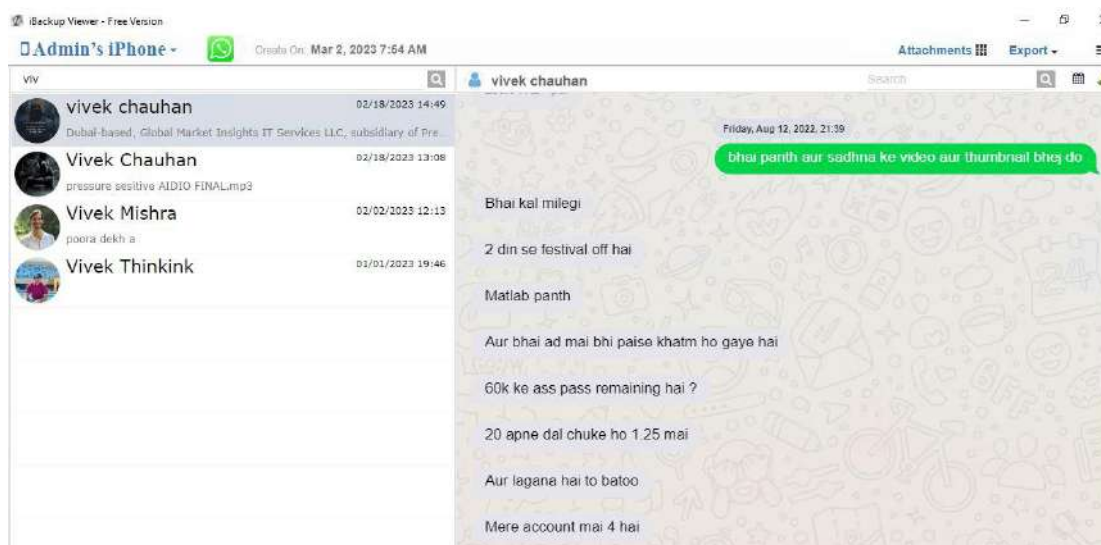 iBackup Viewer - Free Version
Admin's iPhone
Create On: Mar 2, 2023 7:54 AM
Attachments
Export
viv
vivek chauhan
02/18/2023 14:49
Dubai-based, Global Market Insights IT Services LLC, subsidiary of Pre...
Vivek Chauhan
02/18/2023 13:08
pressure sesitive AIDIO FINAL.mp3
Vivek Mishra
02/02/2023 12:13
poora dekh a
Vivek Thinkink
01/01/2023 19:46
vivek chauhan
Search
Friday, Aug 12, 2022, 21:39
bhai panth aur sadhna ke video aur thumbnail bhej do
Bhai kal milegi
2 din se festival off hai
Matlab panth
Aur bhai ad mai bhi paise khatm ho gaye hai
60k ke ass pass remaining hai ?
20 apne dal chuke ho 1.25 mai
Aur lagana hai to batoo
Mere account mai 4 hai